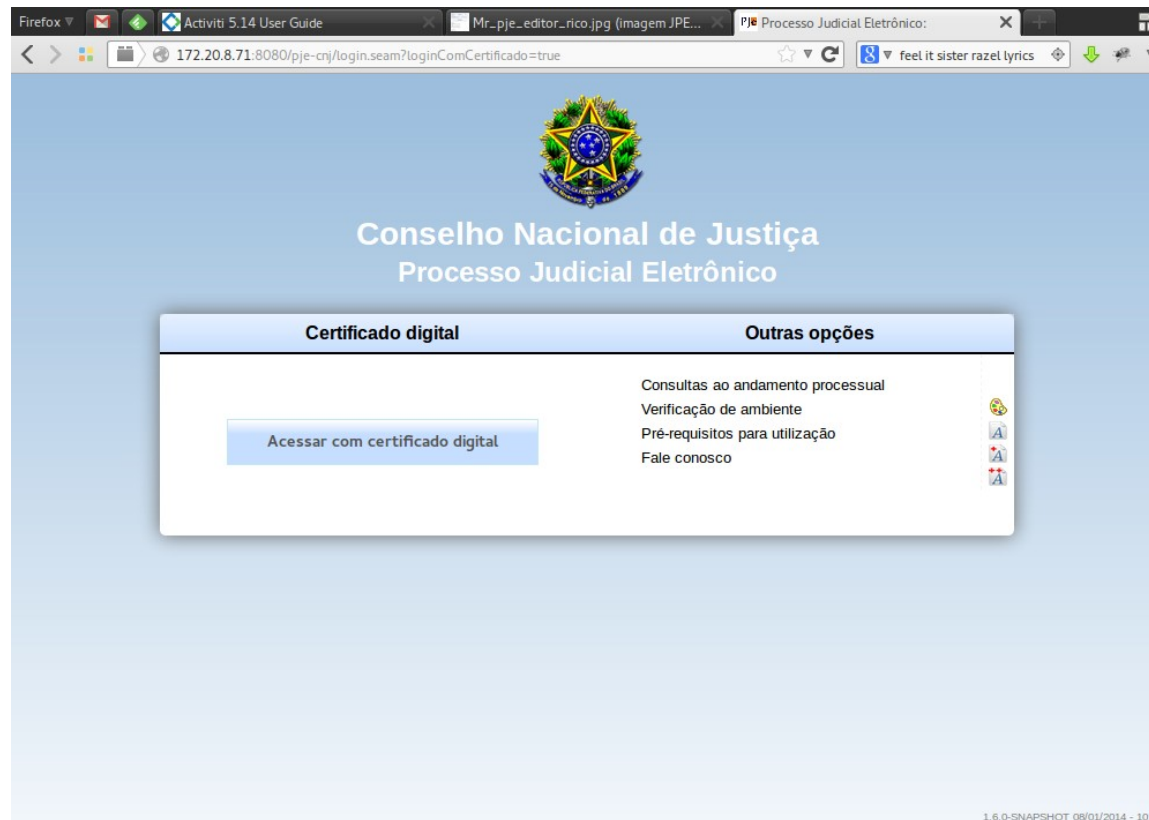 Firefox
Activiti 5.14 User Guide
Mr_pje_editor_rico.jpg (imagem JPE...
PJe Processo Judicial Eletrônico:
172.20.8.71:8080/pje-cnj/login.seam?loginComCertificado=true
feel it sister razel lyrics
Conselho Nacional de Justiça
Processo Judicial Eletrônico
Certificado digital
Outras opções
Consultas ao andamento processual
Verificação de ambiente
Acessar com certificado digital
Pré-requisitos para utilização
Fale conosco
1.6.0-SNAPSHOT 08/01/2014 - 10